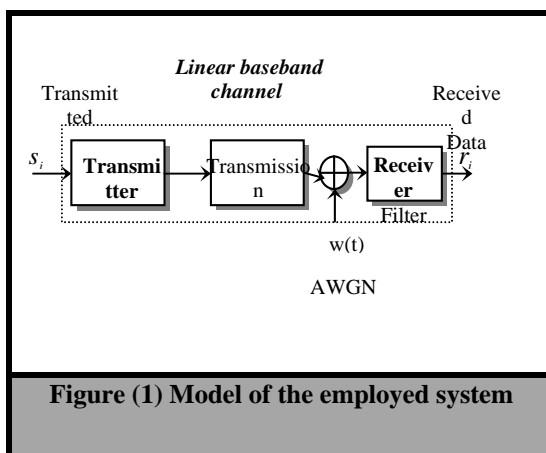 Linear baseband
channel
Transmit
ted
Receive
d
Data
s_i
Transmi
tter
Transmissio
n
Receiv
er
Filter
r_i
w(t)
AWGN
Figure (1) Model of the employed system